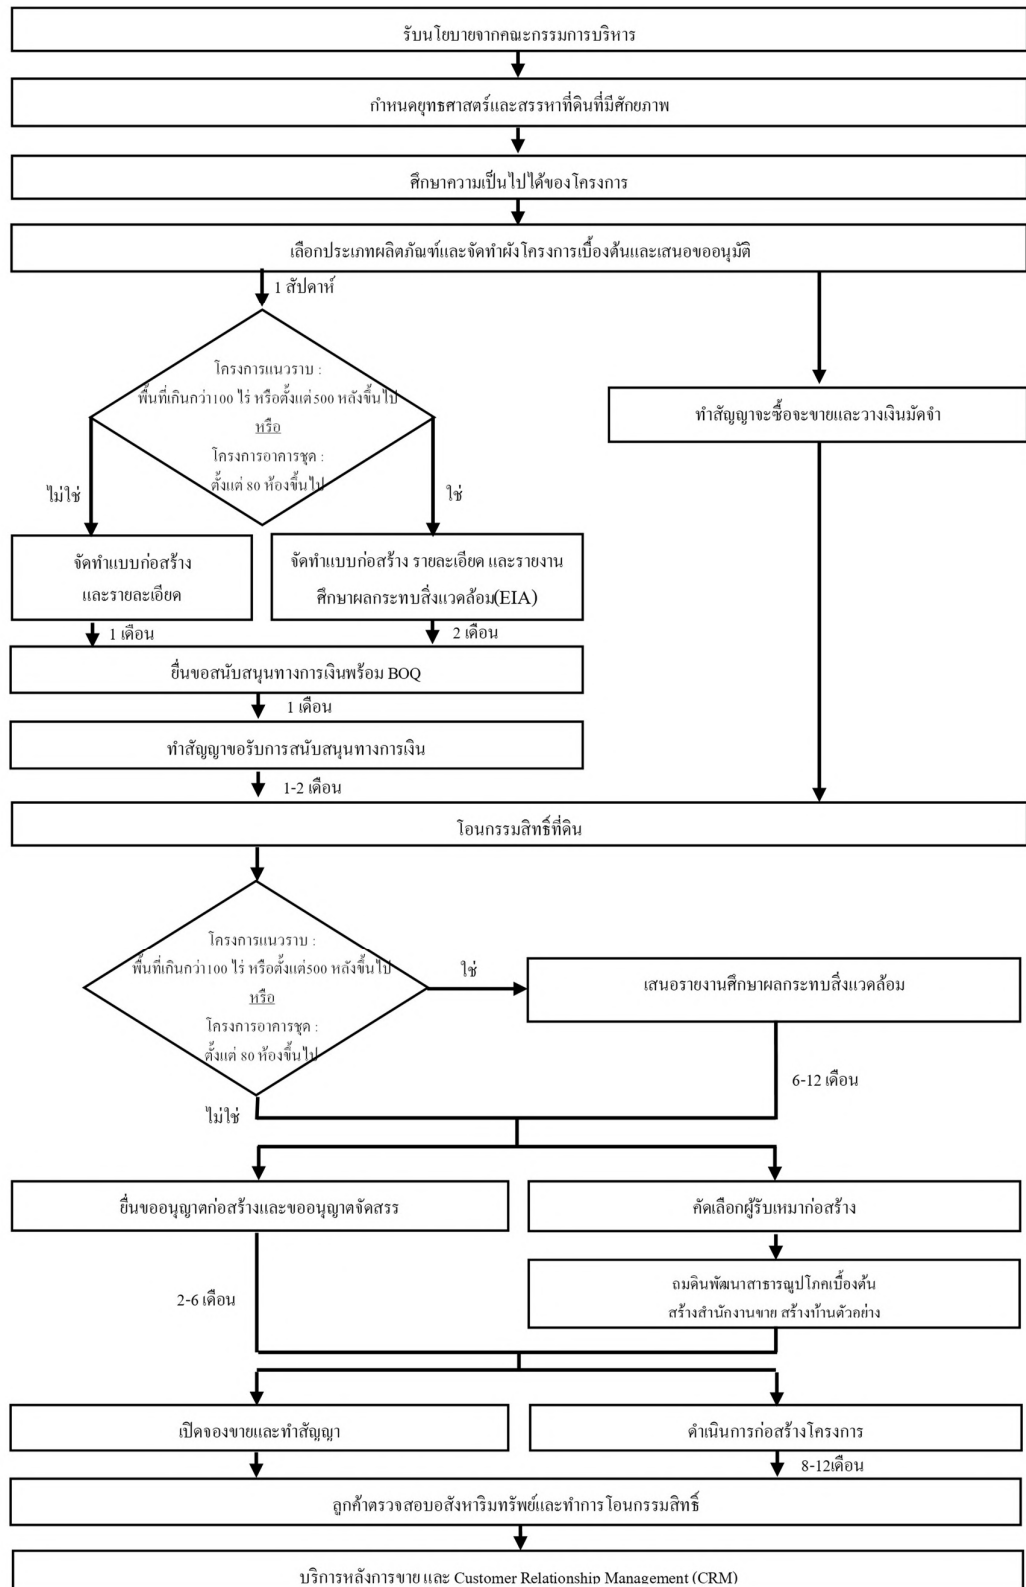 รับนโยบายจากคณะกรรมการบริหาร
กำหนดยุทธศาสตร์และสรรหาที่ดินที่มีศักยภาพ
ศึกษาความเป็นไปได้ของโครงการ
เลือกประเภทผลิตภัณฑ์และจัดทำผังโครงการเบื้องต้นและเสนอขออนุมัติ
1 สัปดาห์
โครงการแนวราบ :
พื้นที่เกินกว่า100 ไร่ หรือตั้งแต่500 หลังขึ้นไป
หรือ
โครงการอาคารชุด :
ตั้งแต่ 80 ห้องขึ้นไป
ทำสัญญาจะซื้อจะขายและวางเงินมัดจำ
ไม่ใช่
ใช่
จัดทำแบบก่อสร้าง
และรายละเอียด
จัดทำแบบก่อสร้าง รายละเอียด และรายงาน
ศึกษาผลกระทบสิ่งแวดล้อม(EIA)
1 เดือน
2 เดือน
ยื่นขอสนับสนุนทางการเงินพร้อม BOQ
1 เดือน
ทำสัญญาขอรับการสนับสนุนทางการเงิน
1-2 เดือน
โอนกรรมสิทธิ์ที่ดิน
โครงการแนวราบ :
พื้นที่เกินกว่า100 ไร่ หรือตั้งแต่500 หลังขึ้นไป
หรือ
โครงการอาคารชุด :
ตั้งแต่ 80 ห้องขึ้นไป
ใช่
เสนอรายงานศึกษาผลกระทบสิ่งแวดล้อม
6-12 เดือน
ไม่ใช่
ยื่นขออนุญาตก่อสร้างและขออนุญาตจัดสรร
คัดเลือกผู้รับเหมาก่อสร้าง
2-6 เดือน
ถมดินพัฒนาสาธารณูปโภคเบื้องต้น
สร้างสำนักงานขาย สร้างบ้านตัวอย่าง
เปิดจองขายและทำสัญญา
ดำเนินการก่อสร้างโครงการ
8-12เดือน
ลูกค้าตรวจสอบอสังหาริมทรัพย์และทำการโอนกรรมสิทธิ์
บริการหลังการขาย และ Customer Relationship Management (CRM)